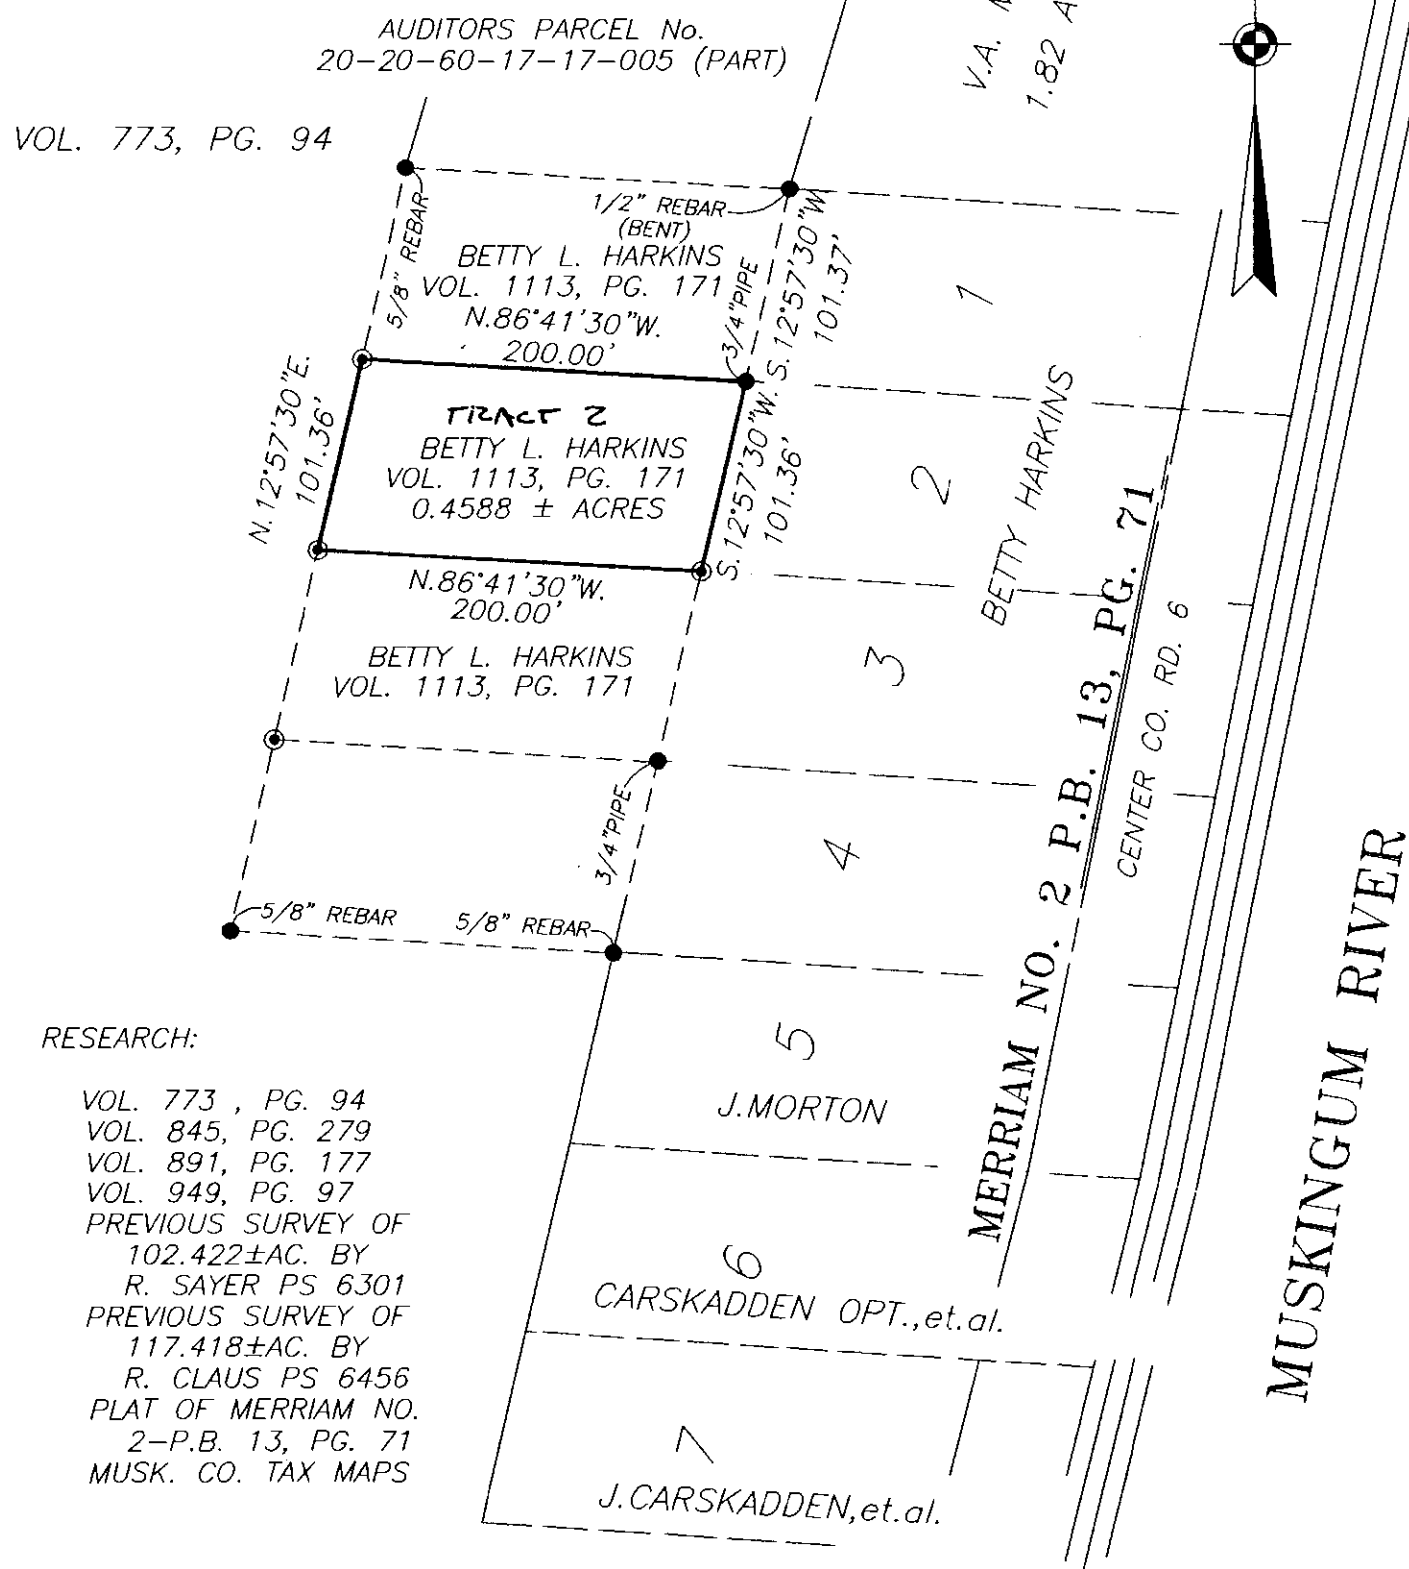 AUDITORS PARCEL No.
20-20-60-17-17-005 (PART)
V.A.
1.82
VOL. 773, PG. 94
5/8" REBAR
1/2" REBAR
(BENT)
BETTY L. HARKINS
VOL. 1113, PG. 171
N.86°41'30"W.
200.00'
3/4"PIPE
S. 12°57'30"W
101.37'
1
N.12°57'30"E.
101.36'
TRACT 2
BETTY L. HARKINS
VOL. 1113, PG. 171
0.4588 ± ACRES
S. 12°57'30"W.
101.36'
2
BETTY HARKINS
N.86°41'30"W.
200.00'
BETTY L. HARKINS
VOL. 1113, PG. 171
3
MERRIAM NO. 2 P.B. 13, PG. 71
CENTER CO. RD. 6
3/4"PIPE
4
5/8" REBAR
5/8" REBAR
MUSKINGUM RIVER
5
J.MORTON
6
CARSKADDEN OPT.,et.al.
7
J.CARSKADDEN,et.al.
RESEARCH:
VOL. 773 , PG. 94
VOL. 845, PG. 279
VOL. 891, PG. 177
VOL. 949, PG. 97
PREVIOUS SURVEY OF
102.422±AC. BY
R. SAYER PS 6301
PREVIOUS SURVEY OF
117.418±AC. BY
R. CLAUS PS 6456
PLAT OF MERRIAM NO.
2-P.B. 13, PG. 71
MUSK. CO. TAX MAPS